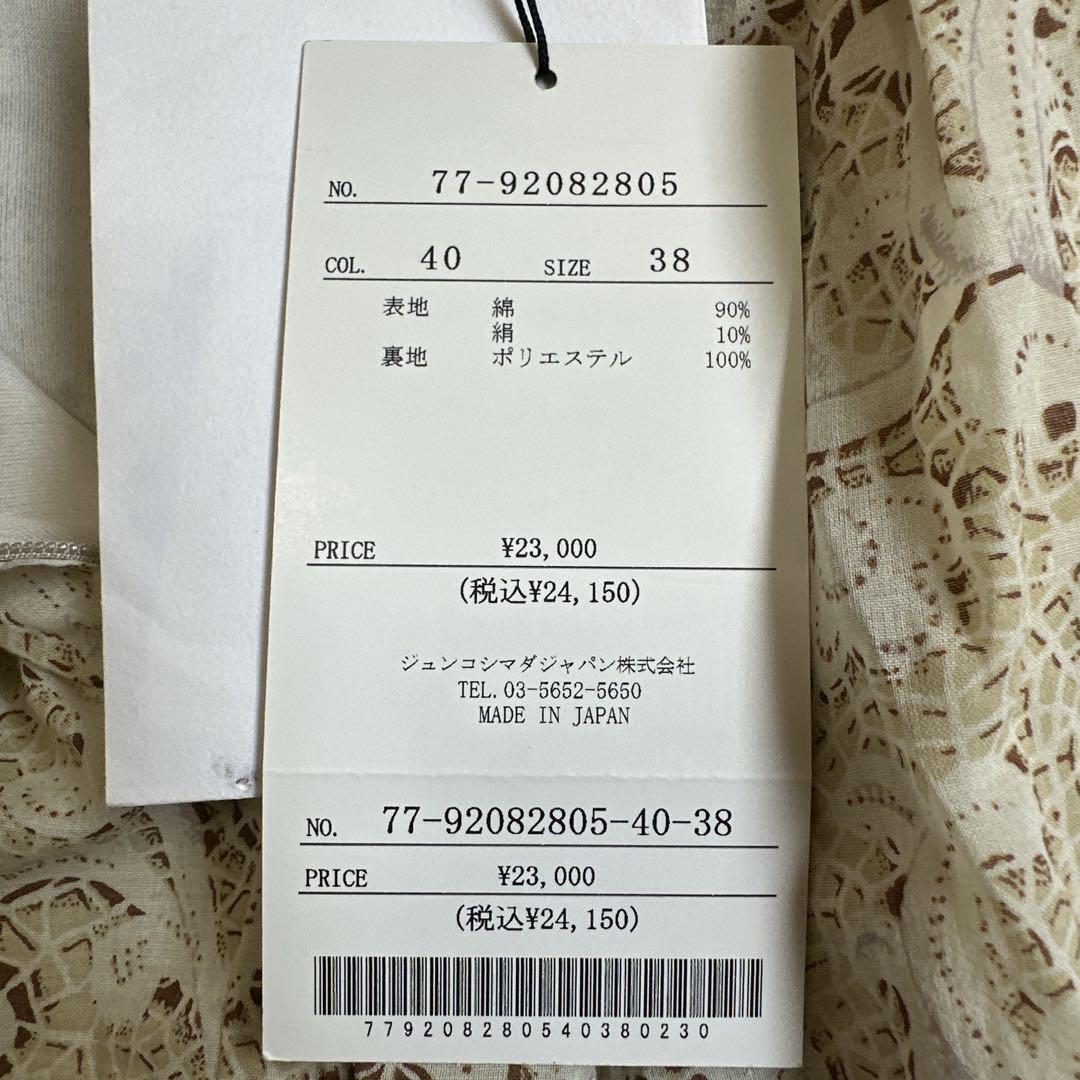 NO. 77-92082805
COL. 40 SIZE 38
表地 綿 90%
絹 10%
裏地 ポリエステル 100%
PRICE ¥23,000
(税込¥24,150)
ジュンコシマダジャパン株式会社
TEL. 03-5652-5650
MADE IN JAPAN
NO. 77-92082805-40-38
PRICE ¥23,000
(税込¥24,150)
779208280540380230